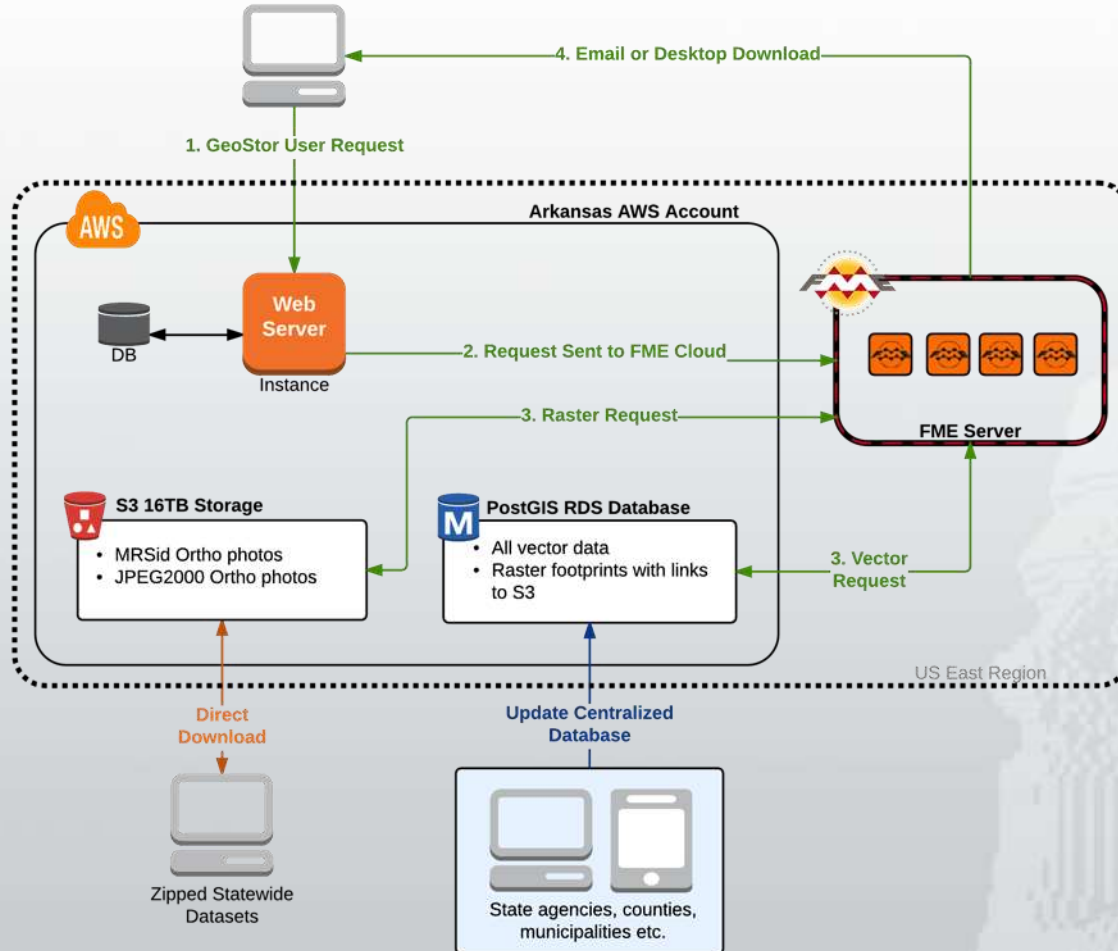 4. Email or Desktop Download
1. GeoStor User Request
AWS
Arkansas AWS Account
FME
Web
Server
DB
Instance
2. Request Sent to FME Cloud
3. Raster Request
FME Server
S3 16TB Storage
• MRSid Ortho photos
• JPEG2000 Ortho photos
M
PostGIS RDS Database
• All vector data
• Raster footprints with links
to S3
3. Vector
Request
US East Region
Direct
Download
Update Centralized
Database
Zipped Statewide
Datasets
State agencies, counties,
municipalities etc.